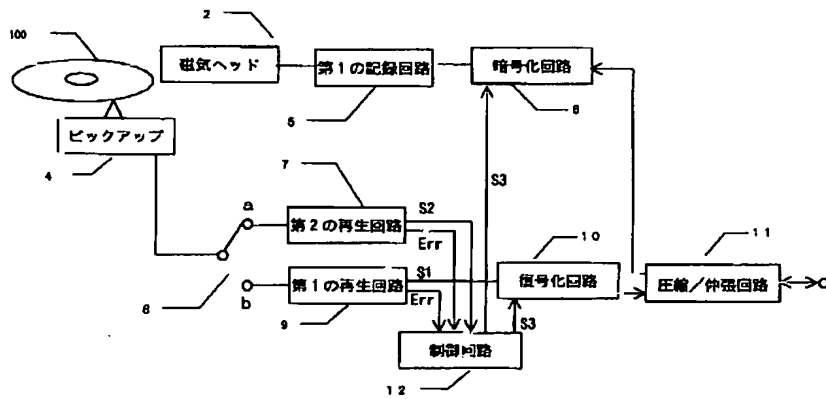 100
2
磁気ヘッド
第1の記録回路
5
暗号化回路
6
ピックアップ
4
7
a
第2の再生回路
S2
Err
S3
8
b
第1の再生回路
S1
Err
9
10
復号化回路
S3
11
圧縮/伸張回路
制御回路
12